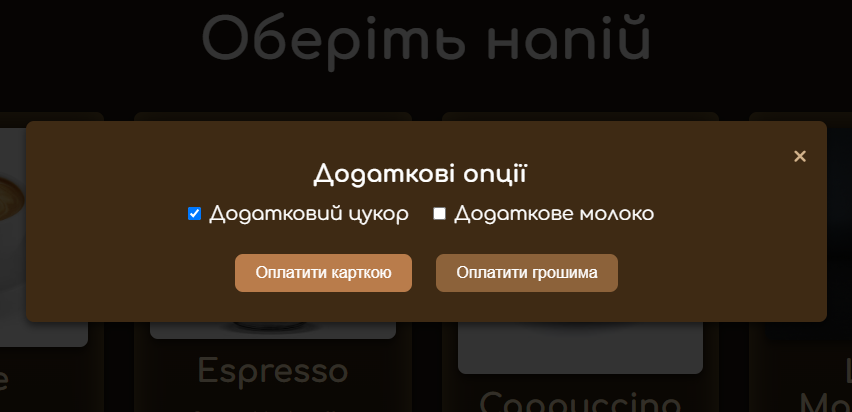 Оберіть напій
×
Додаткові опції
Додатковий цукор Додаткове молоко
Оплатити карткою Оплатити грошима
Espresso
Cappuccino